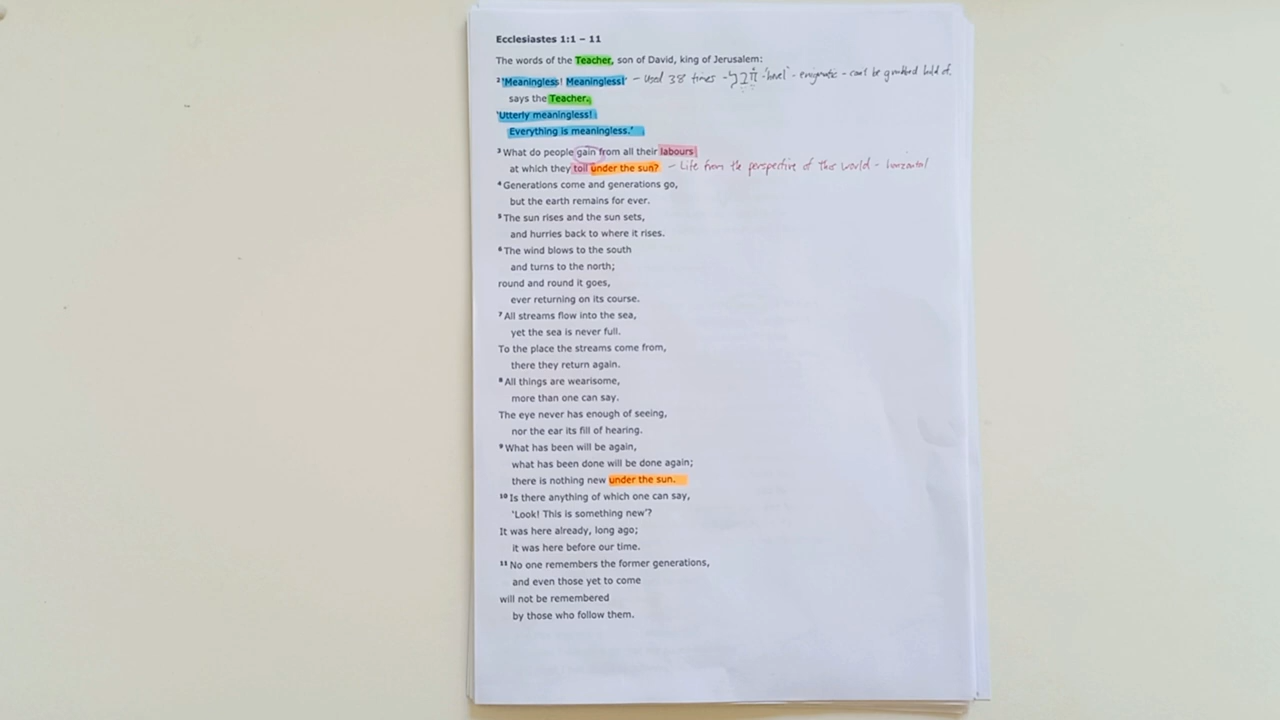 Ecclesiastes 1:1 – 11
The words of the Teacher, son of David, king of Jerusalem:
2 'Meaningless! Meaningless!' – used 38 times – הֶבֶל 'hevel' – enigmatic – can't be grabbed hold of.
says the Teacher.
'Utterly meaningless!
Everything is meaningless.'
3 What do people gain from all their labours
at which they toil under the sun? – Life from the perspective of this world – horizontal
4 Generations come and generations go,
but the earth remains for ever.
5 The sun rises and the sun sets,
and hurries back to where it rises.
6 The wind blows to the south
and turns to the north;
round and round it goes,
ever returning on its course.
7 All streams flow into the sea,
yet the sea is never full.
To the place the streams come from,
there they return again.
8 All things are wearisome,
more than one can say.
The eye never has enough of seeing,
nor the ear its fill of hearing.
9 What has been will be again,
what has been done will be done again;
there is nothing new under the sun.
10 Is there anything of which one can say,
'Look! This is something new'?
It was here already, long ago;
it was here before our time.
11 No one remembers the former generations,
and even those yet to come
will not be remembered
by those who follow them.